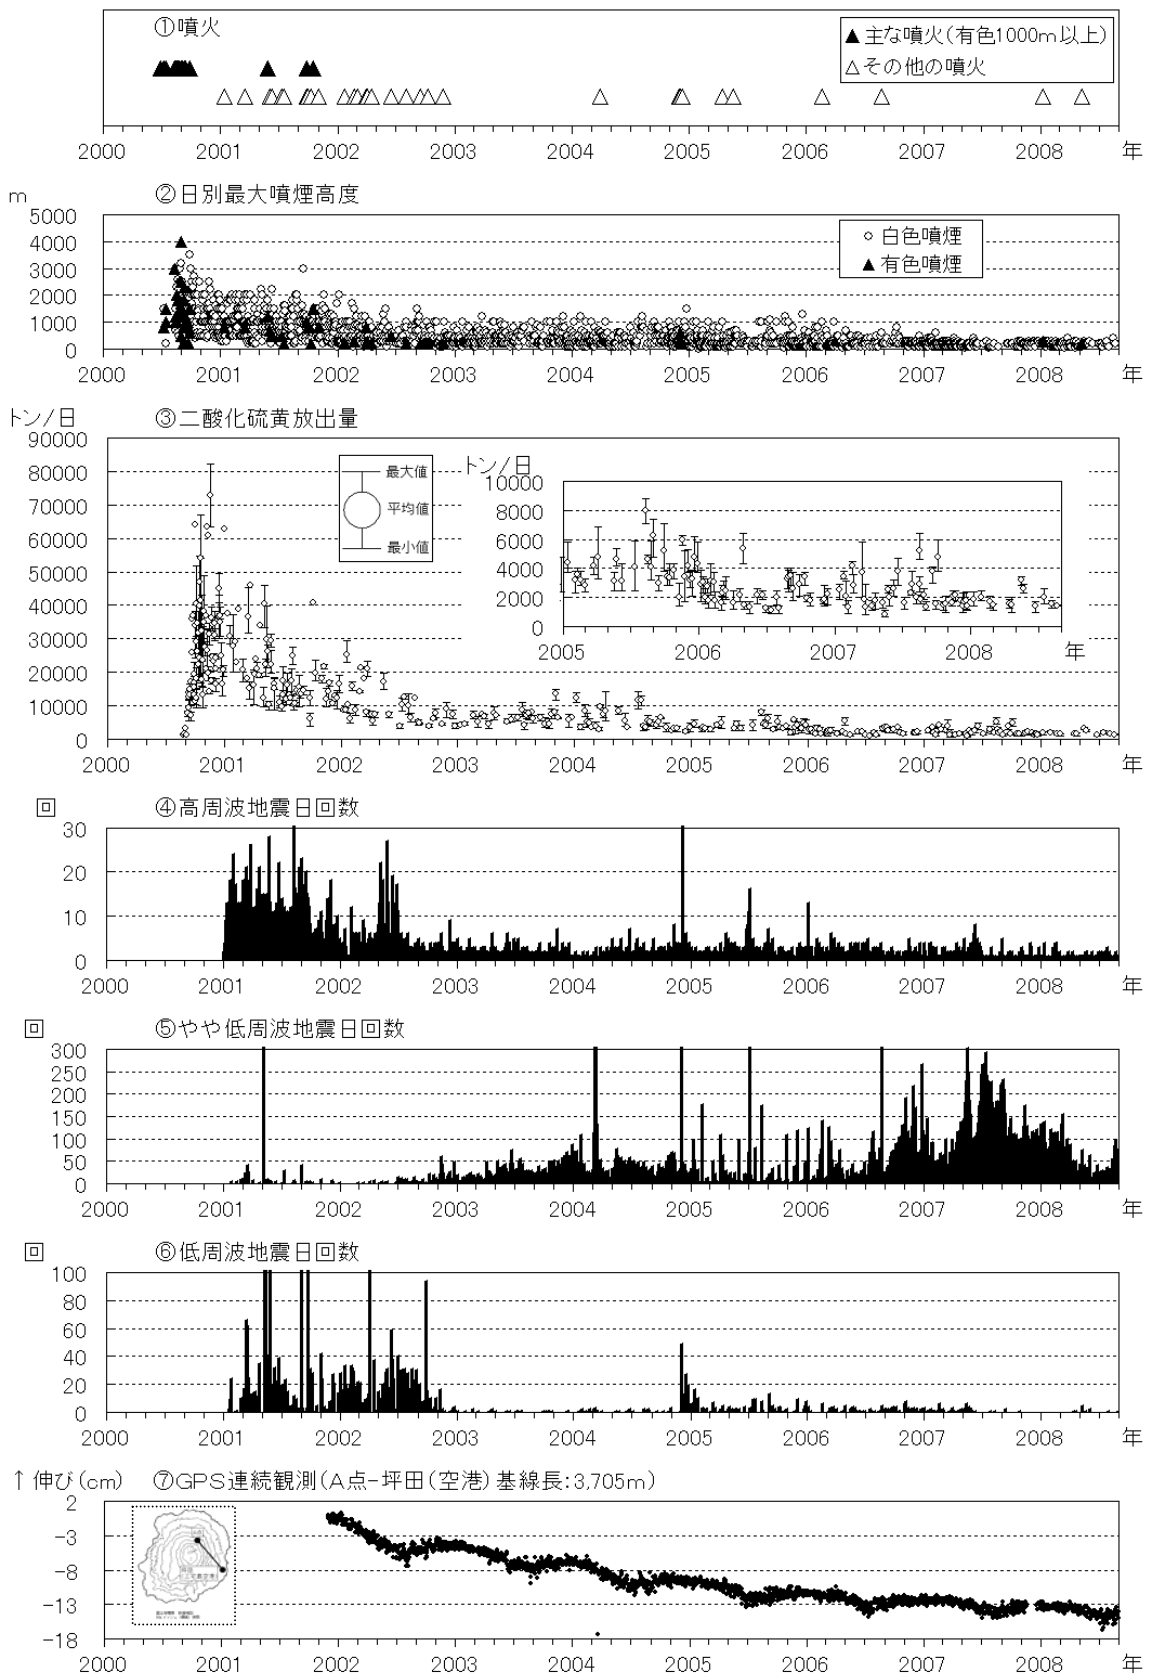 ①噴火
▲主な噴火(有色1000m以上)
△その他の噴火
2000 2001 2002 2003 2004 2005 2006 2007 2008 年
m ②日別最大噴煙高度
5000
4000
3000
2000
1000
0
○ 白色噴煙
▲ 有色噴煙
2000 2001 2002 2003 2004 2005 2006 2007 2008 年
トン/日 ③二酸化硫黄放出量
90000
80000
70000
60000
50000
40000
30000
20000
10000
0
最大値
平均値
最小値
トン/日
10000
8000
6000
4000
2000
0
2005 2006 2007 2008 年
2000 2001 2002 2003 2004 2005 2006 2007 2008 年
回 ④高周波地震日回数
30
20
10
0
2000 2001 2002 2003 2004 2005 2006 2007 2008 年
回 ⑤やや低周波地震日回数
300
250
200
150
100
50
0
2000 2001 2002 2003 2004 2005 2006 2007 2008 年
回 ⑥低周波地震日回数
100
80
60
40
20
0
2000 2001 2002 2003 2004 2005 2006 2007 2008 年
↑伸び(cm) ⑦GPS連続観測(A点-坪田(空港)基線長:3,705m)
2
-3
-8
-13
-18
2000 2001 2002 2003 2004 2005 2006 2007 2008 年